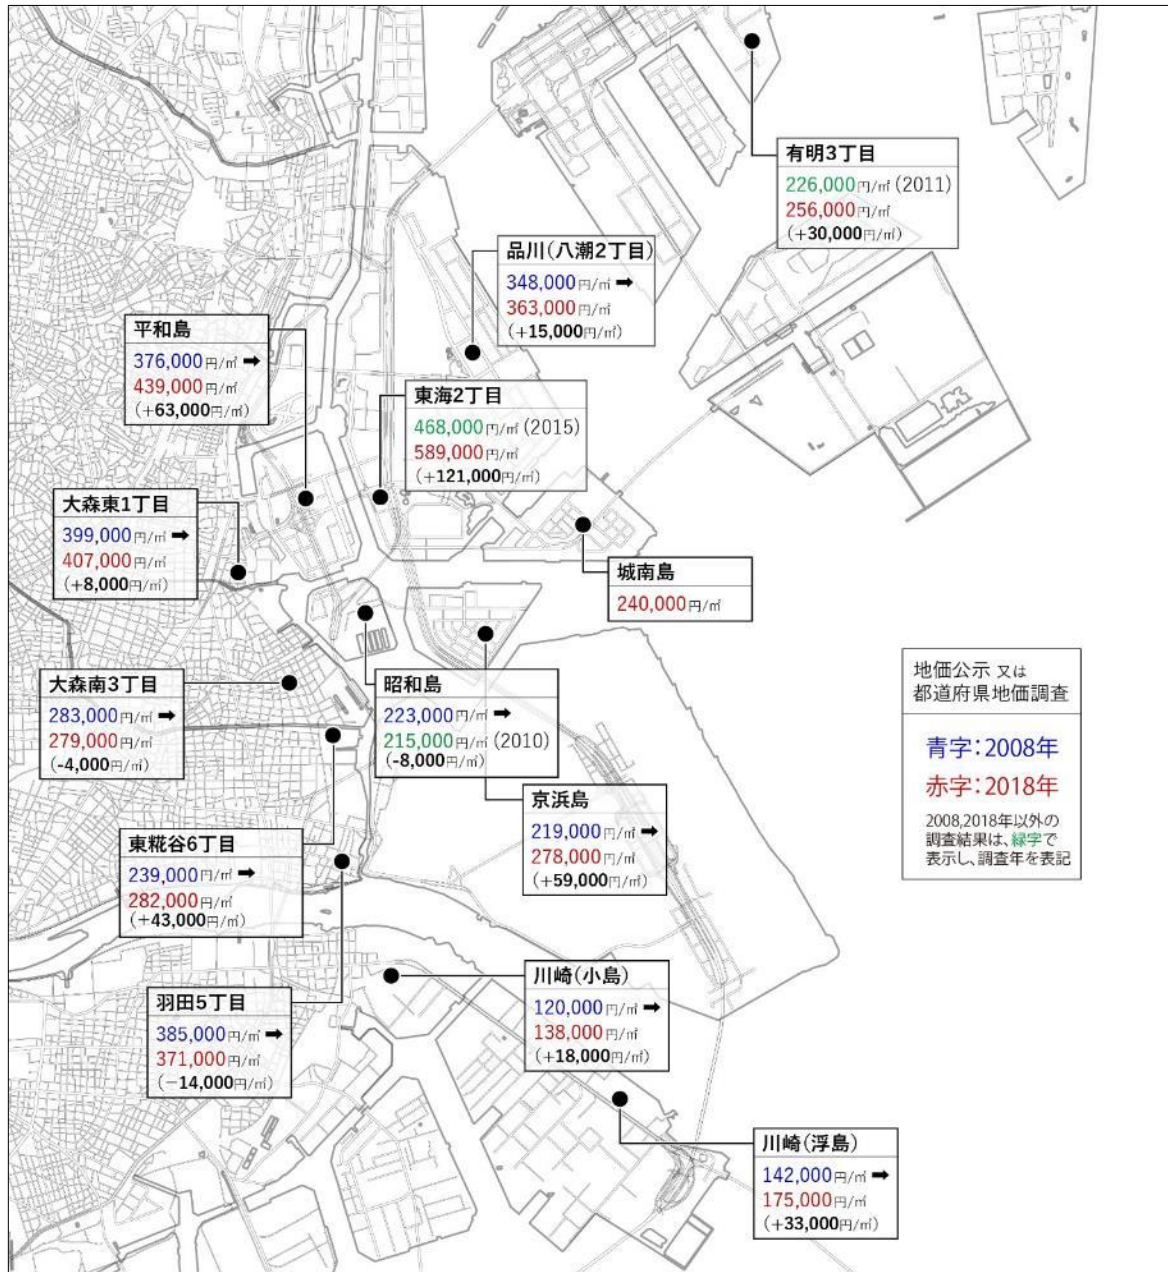 有明3丁目
226,000円/㎡(2011)
256,000円/㎡
(+30,000円/㎡)
品川(八潮2丁目)
348,000円/㎡➡
363,000円/㎡
(+15,000円/㎡)
平和島
376,000円/㎡➡
439,000円/㎡
(+63,000円/㎡)
東海2丁目
468,000円/㎡(2015)
589,000円/㎡
(+121,000円/㎡)
大森東1丁目
399,000円/㎡➡
407,000円/㎡
(+8,000円/㎡)
城南島
240,000円/㎡
大森南3丁目
283,000円/㎡➡
279,000円/㎡
(-4,000円/㎡)
昭和島
223,000円/㎡➡
215,000円/㎡(2010)
(-8,000円/㎡)
地価公示 又は
都道府県地価調査
青字:2008年
赤字:2018年
2008,2018年以外の
調査結果は、緑字で
表示し、調査年を表記
京浜島
219,000円/㎡➡
278,000円/㎡
(+59,000円/㎡)
東糀谷6丁目
239,000円/㎡➡
282,000円/㎡
(+43,000円/㎡)
羽田5丁目
385,000円/㎡➡
371,000円/㎡
(−14,000円/㎡)
川崎(小島)
120,000円/㎡➡
138,000円/㎡
(+18,000円/㎡)
川崎(浮島)
142,000円/㎡➡
175,000円/㎡
(+33,000円/㎡)